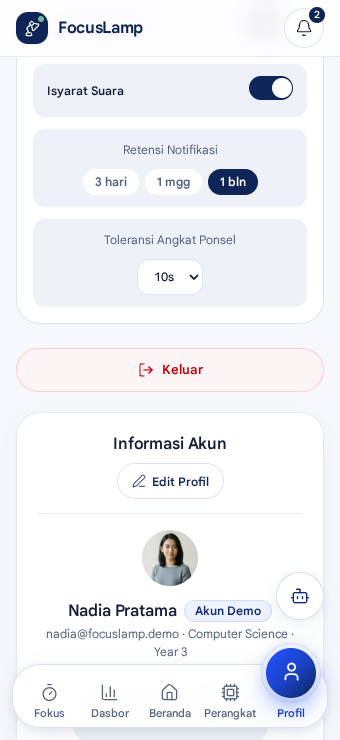 FocusLamp
2
Isyarat Suara
Retensi Notifikasi
3 hari
1 mgg
1 bln
Toleransi Angkat Ponsel
10s
Keluar
Informasi Akun
Edit Profil
Nadia Pratama
Akun Demo
nadia@focuslamp.demo · Computer Science ·
Year 3
Fokus
Dasbor
Beranda
Perangkat
Profil